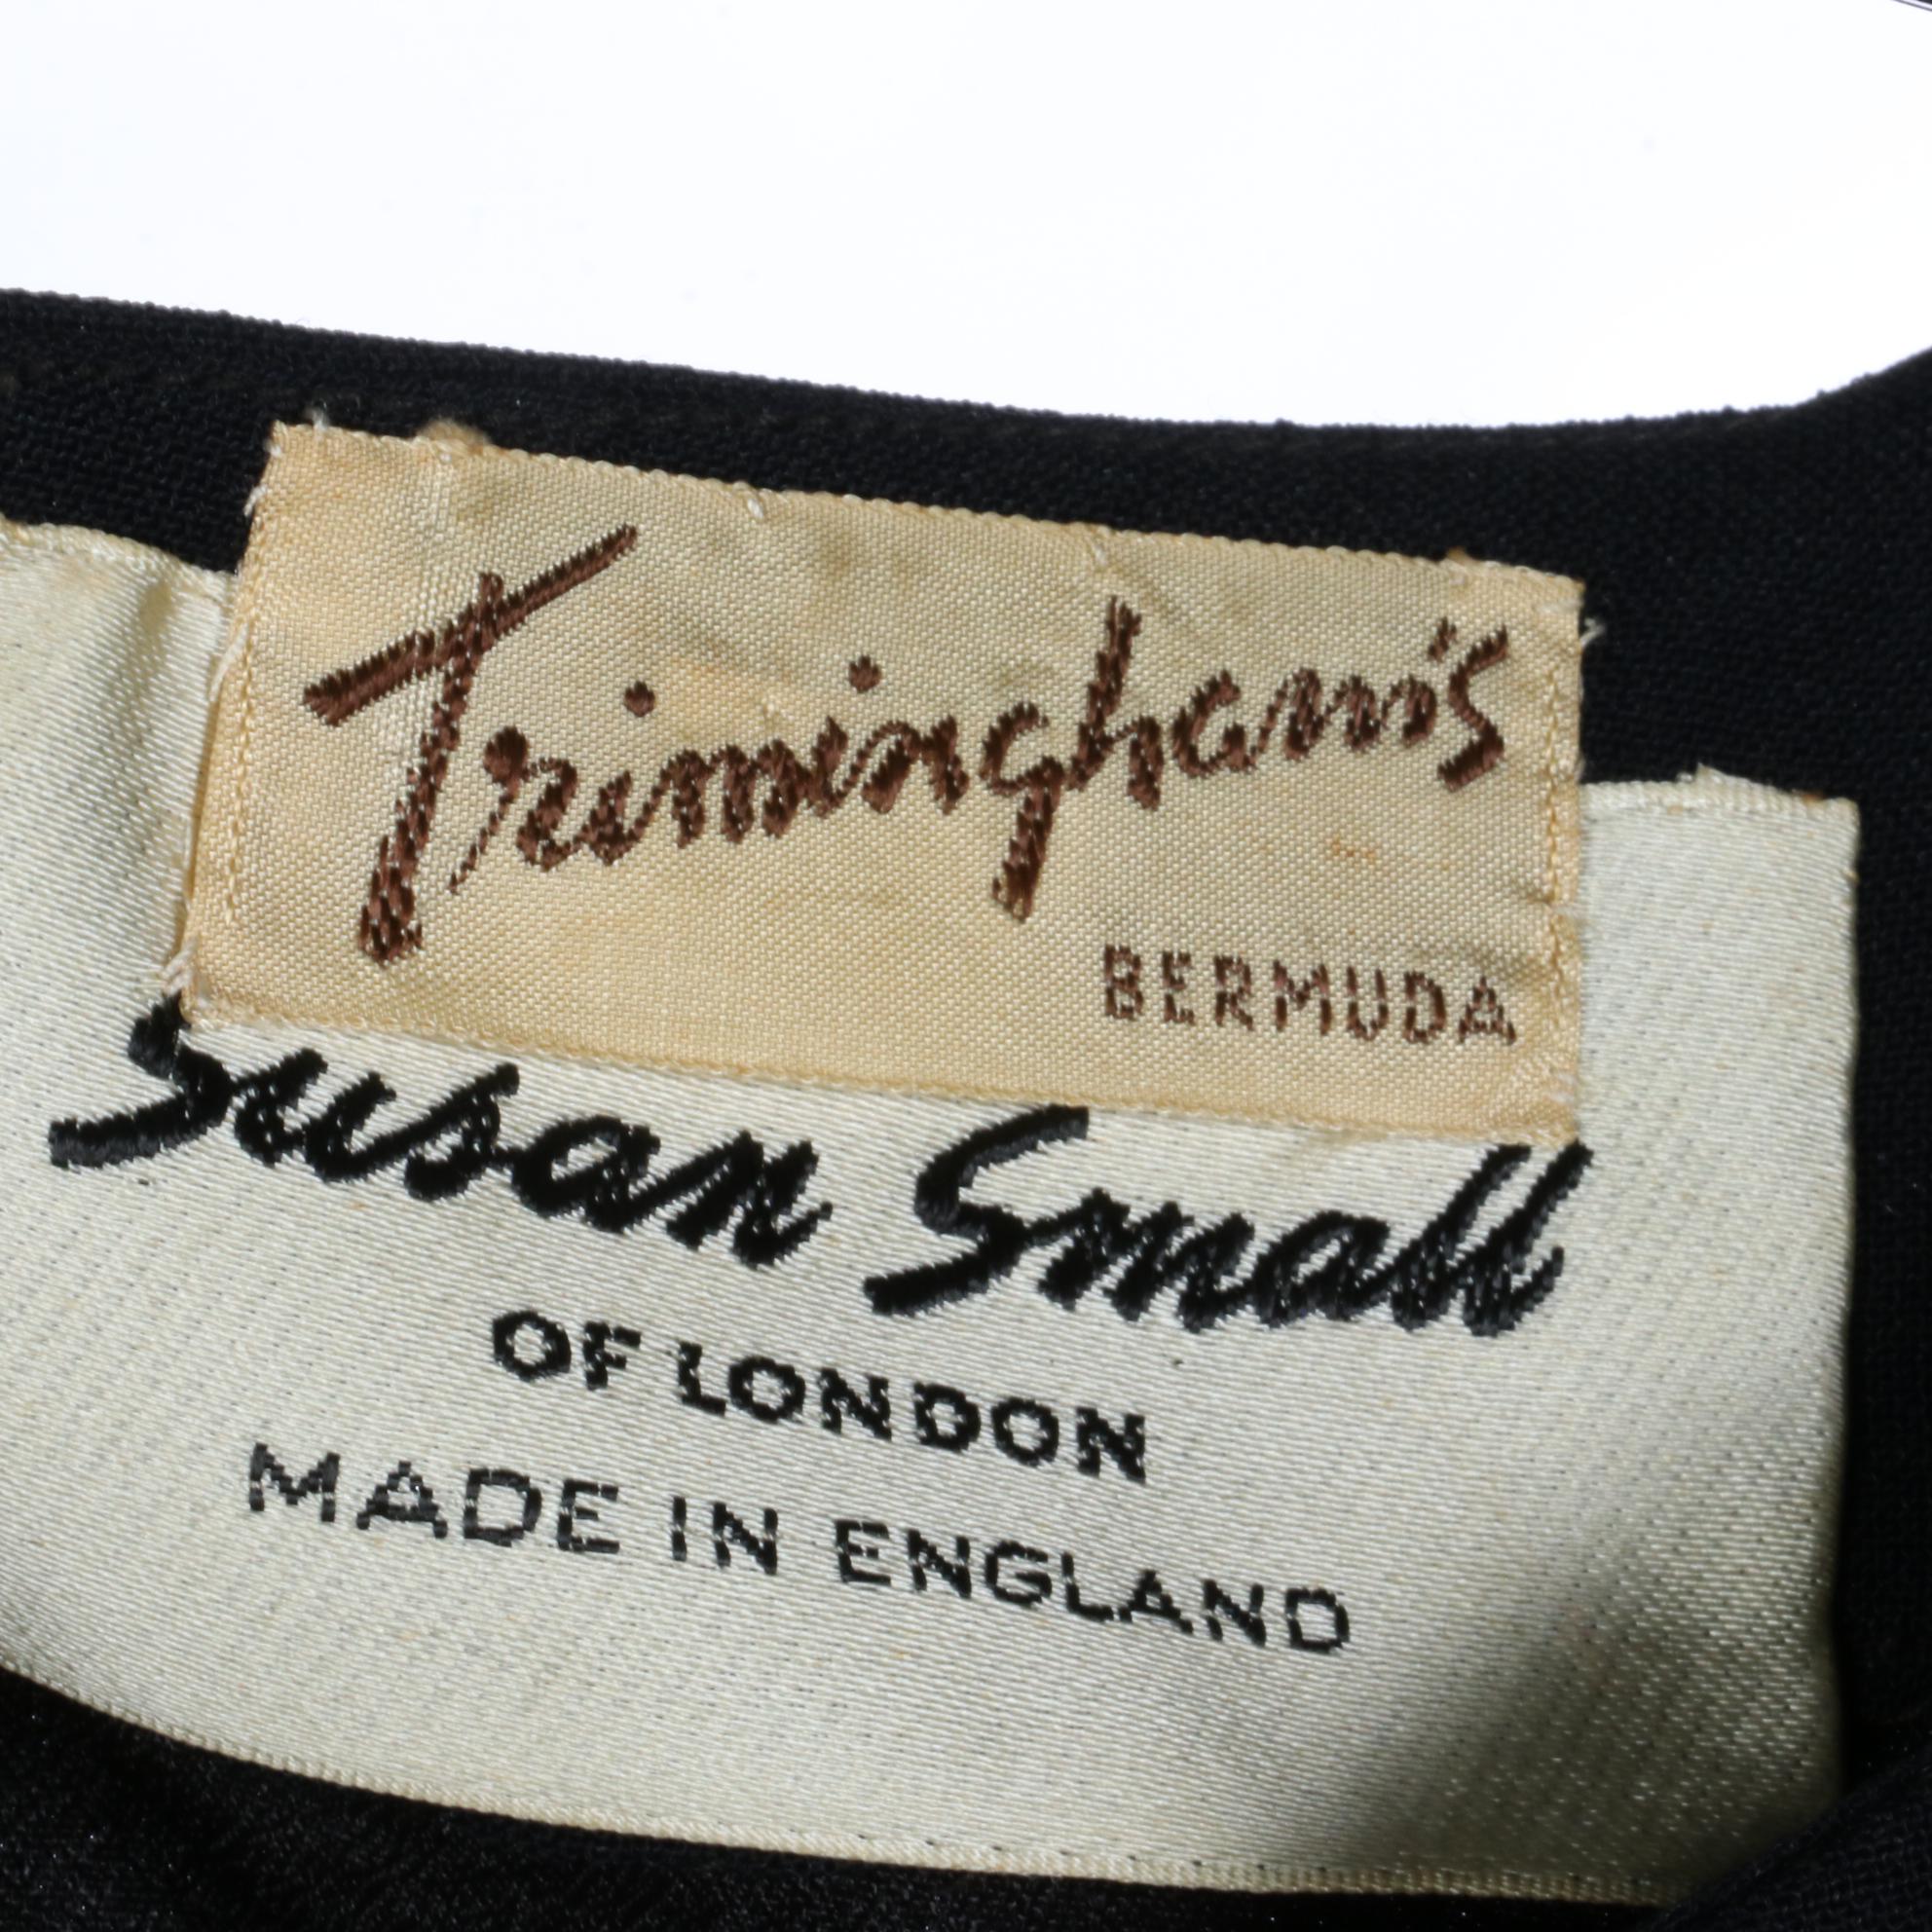 Trimingham's
BERMUDA
Susan Small
OF LONDON
MADE IN ENGLAND